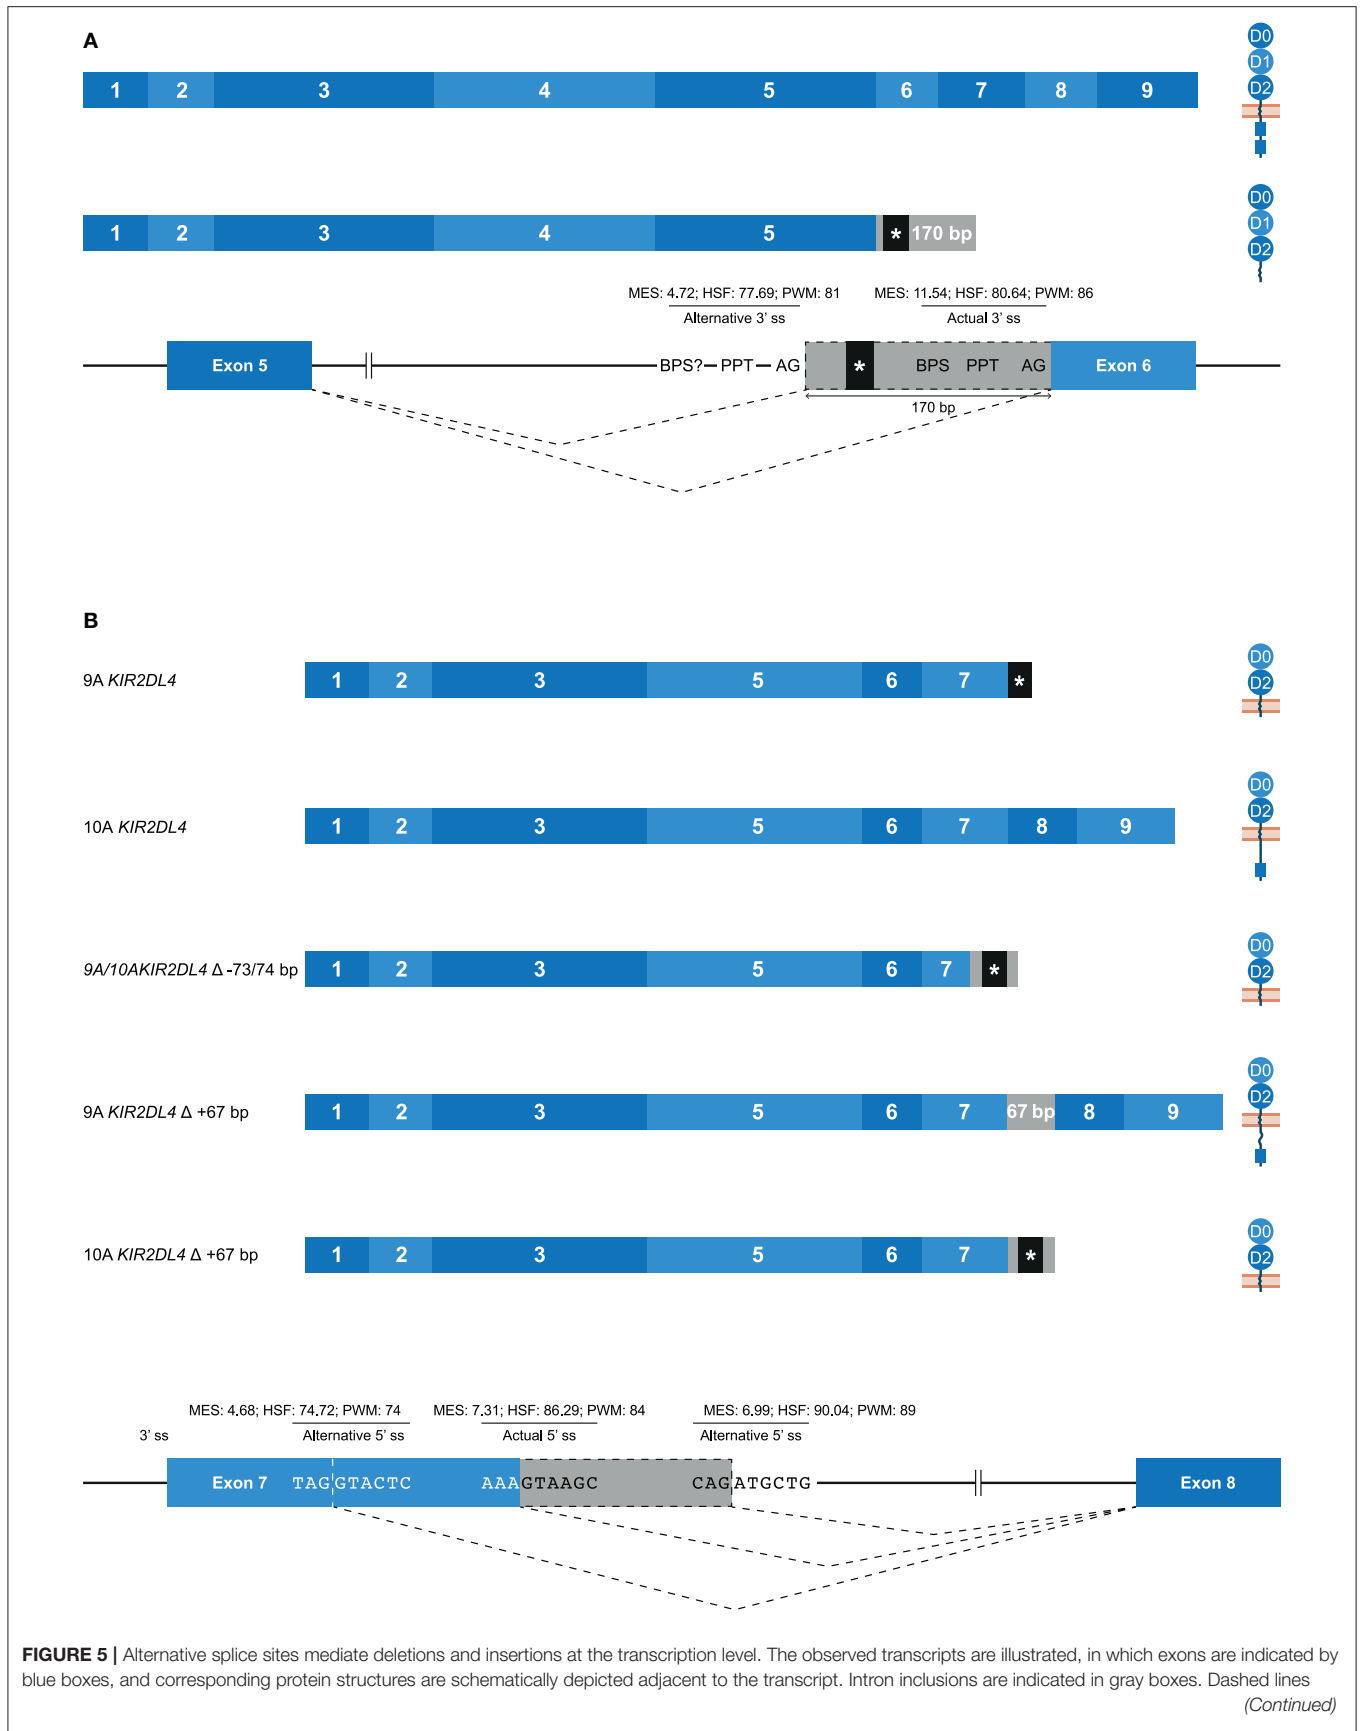 A
1 2 3 4 5 6 7 8 9
D0
D1
D2
1 2 3 4 5 * 170 bp
D0
D1
D2
MES: 4.72; HSF: 77.69; PWM: 81 MES: 11.54; HSF: 80.64; PWM: 86
Alternative 3' ss Actual 3' ss
Exon 5 BPS? PPT AG * BPS PPT AG Exon 6
170 bp
B
9A KIR2DL4 1 2 3 5 6 7 *
D0
D2
10A KIR2DL4 1 2 3 5 6 7 8 9
D0
D2
9A/10AKIR2DL4 Δ -73/74 bp 1 2 3 5 6 7 *
D0
D2
9A KIR2DL4 Δ +67 bp 1 2 3 5 6 7 67 bp 8 9
D0
D2
10A KIR2DL4 Δ +67 bp 1 2 3 5 6 7 *
D0
D2
MES: 4.68; HSF: 74.72; PWM: 74 MES: 7.31; HSF: 86.29; PWM: 84 MES: 6.99; HSF: 90.04; PWM: 89
3' ss Alternative 5' ss Actual 5' ss Alternative 5' ss
Exon 7 TAGGTACTC AAAGTAAGC CAGATGCTG Exon 8
FIGURE 5 | Alternative splice sites mediate deletions and insertions at the transcription level. The observed transcripts are illustrated, in which exons are indicated by
blue boxes, and corresponding protein structures are schematically depicted adjacent to the transcript. Intron inclusions are indicated in gray boxes. Dashed lines
(Continued)